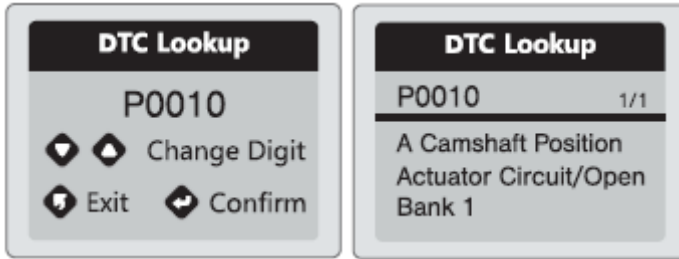 DTC Lookup
P0010
Change Digit
Exit Confirm
DTC Lookup
P0010 1/1
A Camshaft Position
Actuator Circuit/Open
Bank 1